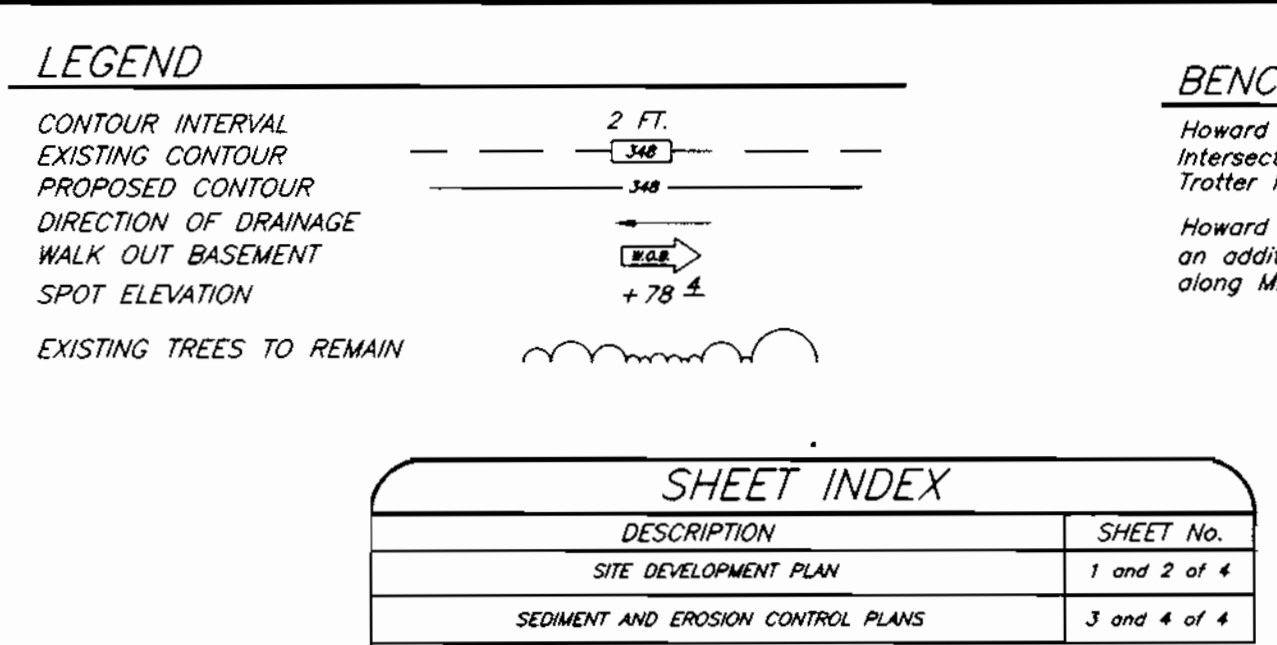 LEGEND
CONTOUR INTERVAL 2 FT.
EXISTING CONTOUR 348
PROPOSED CONTOUR 348
DIRECTION OF DRAINAGE
WALK OUT BASEMENT W.O.B.
SPOT ELEVATION +78 4
EXISTING TREES TO REMAIN
BENC
Howard
Intersect
Trotter
Howard
an addit
along M
SHEET INDEX
DESCRIPTION SHEET No.
SITE DEVELOPMENT PLAN 1 and 2 of 4
SEDIMENT AND EROSION CONTROL PLANS 3 and 4 of 4